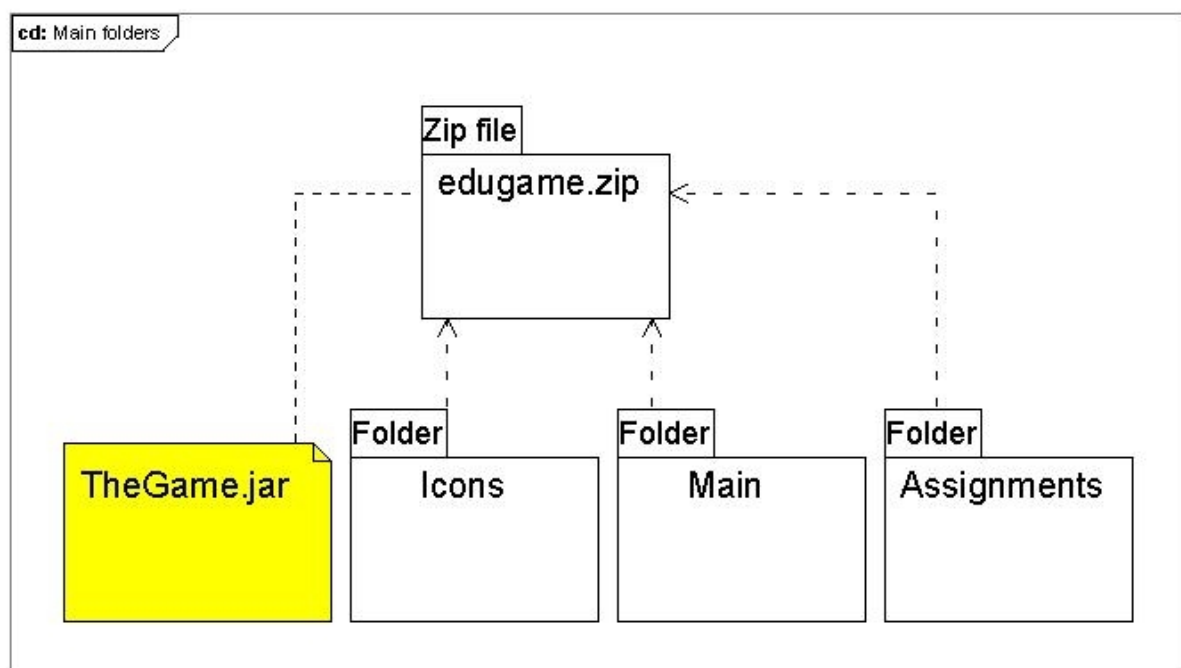 cd: Main folders
Zip file
edugame.zip
TheGame.jar
Folder
Icons
Folder
Main
Folder
Assignments